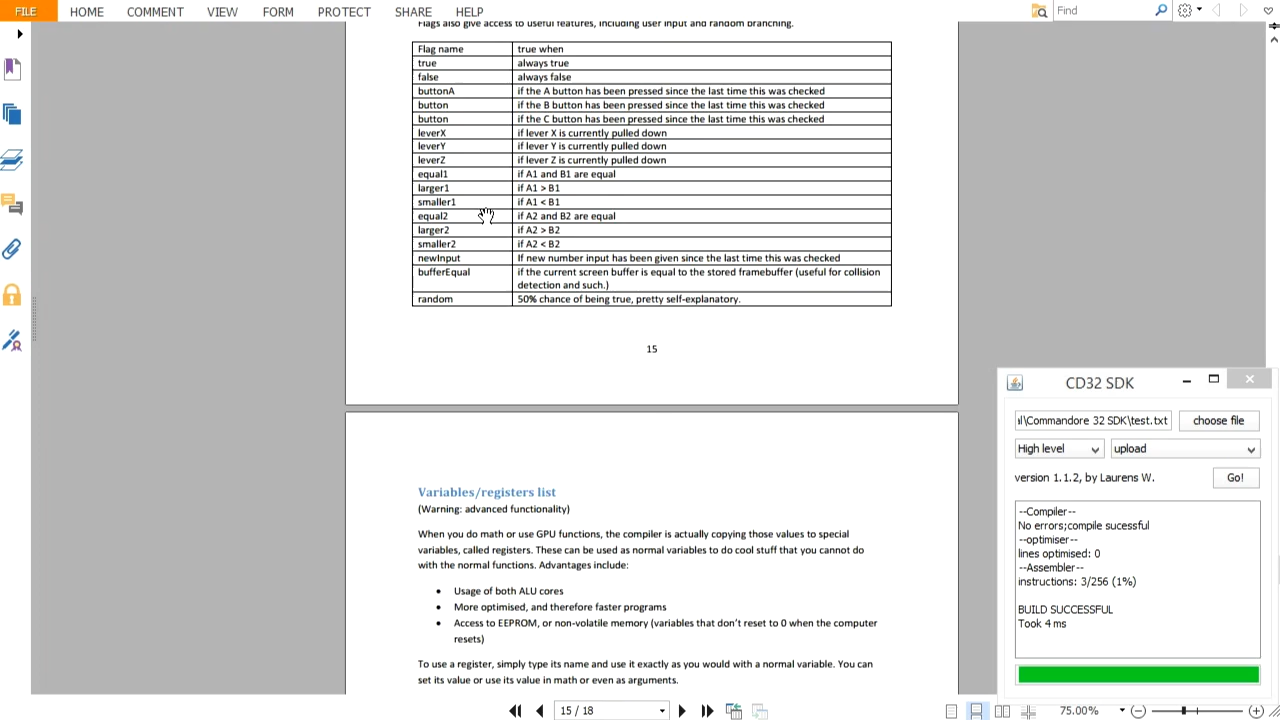 FILE HOME COMMENT VIEW FORM PROTECT SHARE HELP Find
Flags also give access to useful features, including user input and random branching.
Flag name true when
true always true
false always false
buttonA if the A button has been pressed since the last time this was checked
button if the B button has been pressed since the last time this was checked
button if the C button has been pressed since the last time this was checked
leverX if lever X is currently pulled down
leverY if lever Y is currently pulled down
leverZ if lever Z is currently pulled down
equal1 if A1 and B1 are equal
larger1 if A1 > B1
smaller1 if A1 < B1
equal2 if A2 and B2 are equal
larger2 if A2 > B2
smaller2 if A2 < B2
newInput If new number input has been given since the last time this was checked
bufferEqual if the current screen buffer is equal to the stored framebuffer (useful for collision
detection and such.)
random 50% chance of being true, pretty self-explanatory.
15
Variables/registers list
(Warning: advanced functionality)
When you do math or use GPU functions, the compiler is actually copying those values to special
variables, called registers. These can be used as normal variables to do cool stuff that you cannot do
with the normal functions. Advantages include:
• Usage of both ALU cores
• More optimised, and therefore faster programs
• Access to EEPROM, or non-volatile memory (variables that don't reset to 0 when the computer
resets)
To use a register, simply type its name and use it exactly as you would with a normal variable. You can
set its value or use its value in math or even as arguments.
CD32 SDK
\Commandore 32 SDK\test.txt choose file
High level upload
version 1.1.2, by Laurens W. Go!
--Compiler--
No errors;compile sucessful
--optimiser--
lines optimised: 0
--Assembler--
instructions: 3/256 (1%)
BUILD SUCCESSFUL
Took 4 ms
15 / 18 75.00%